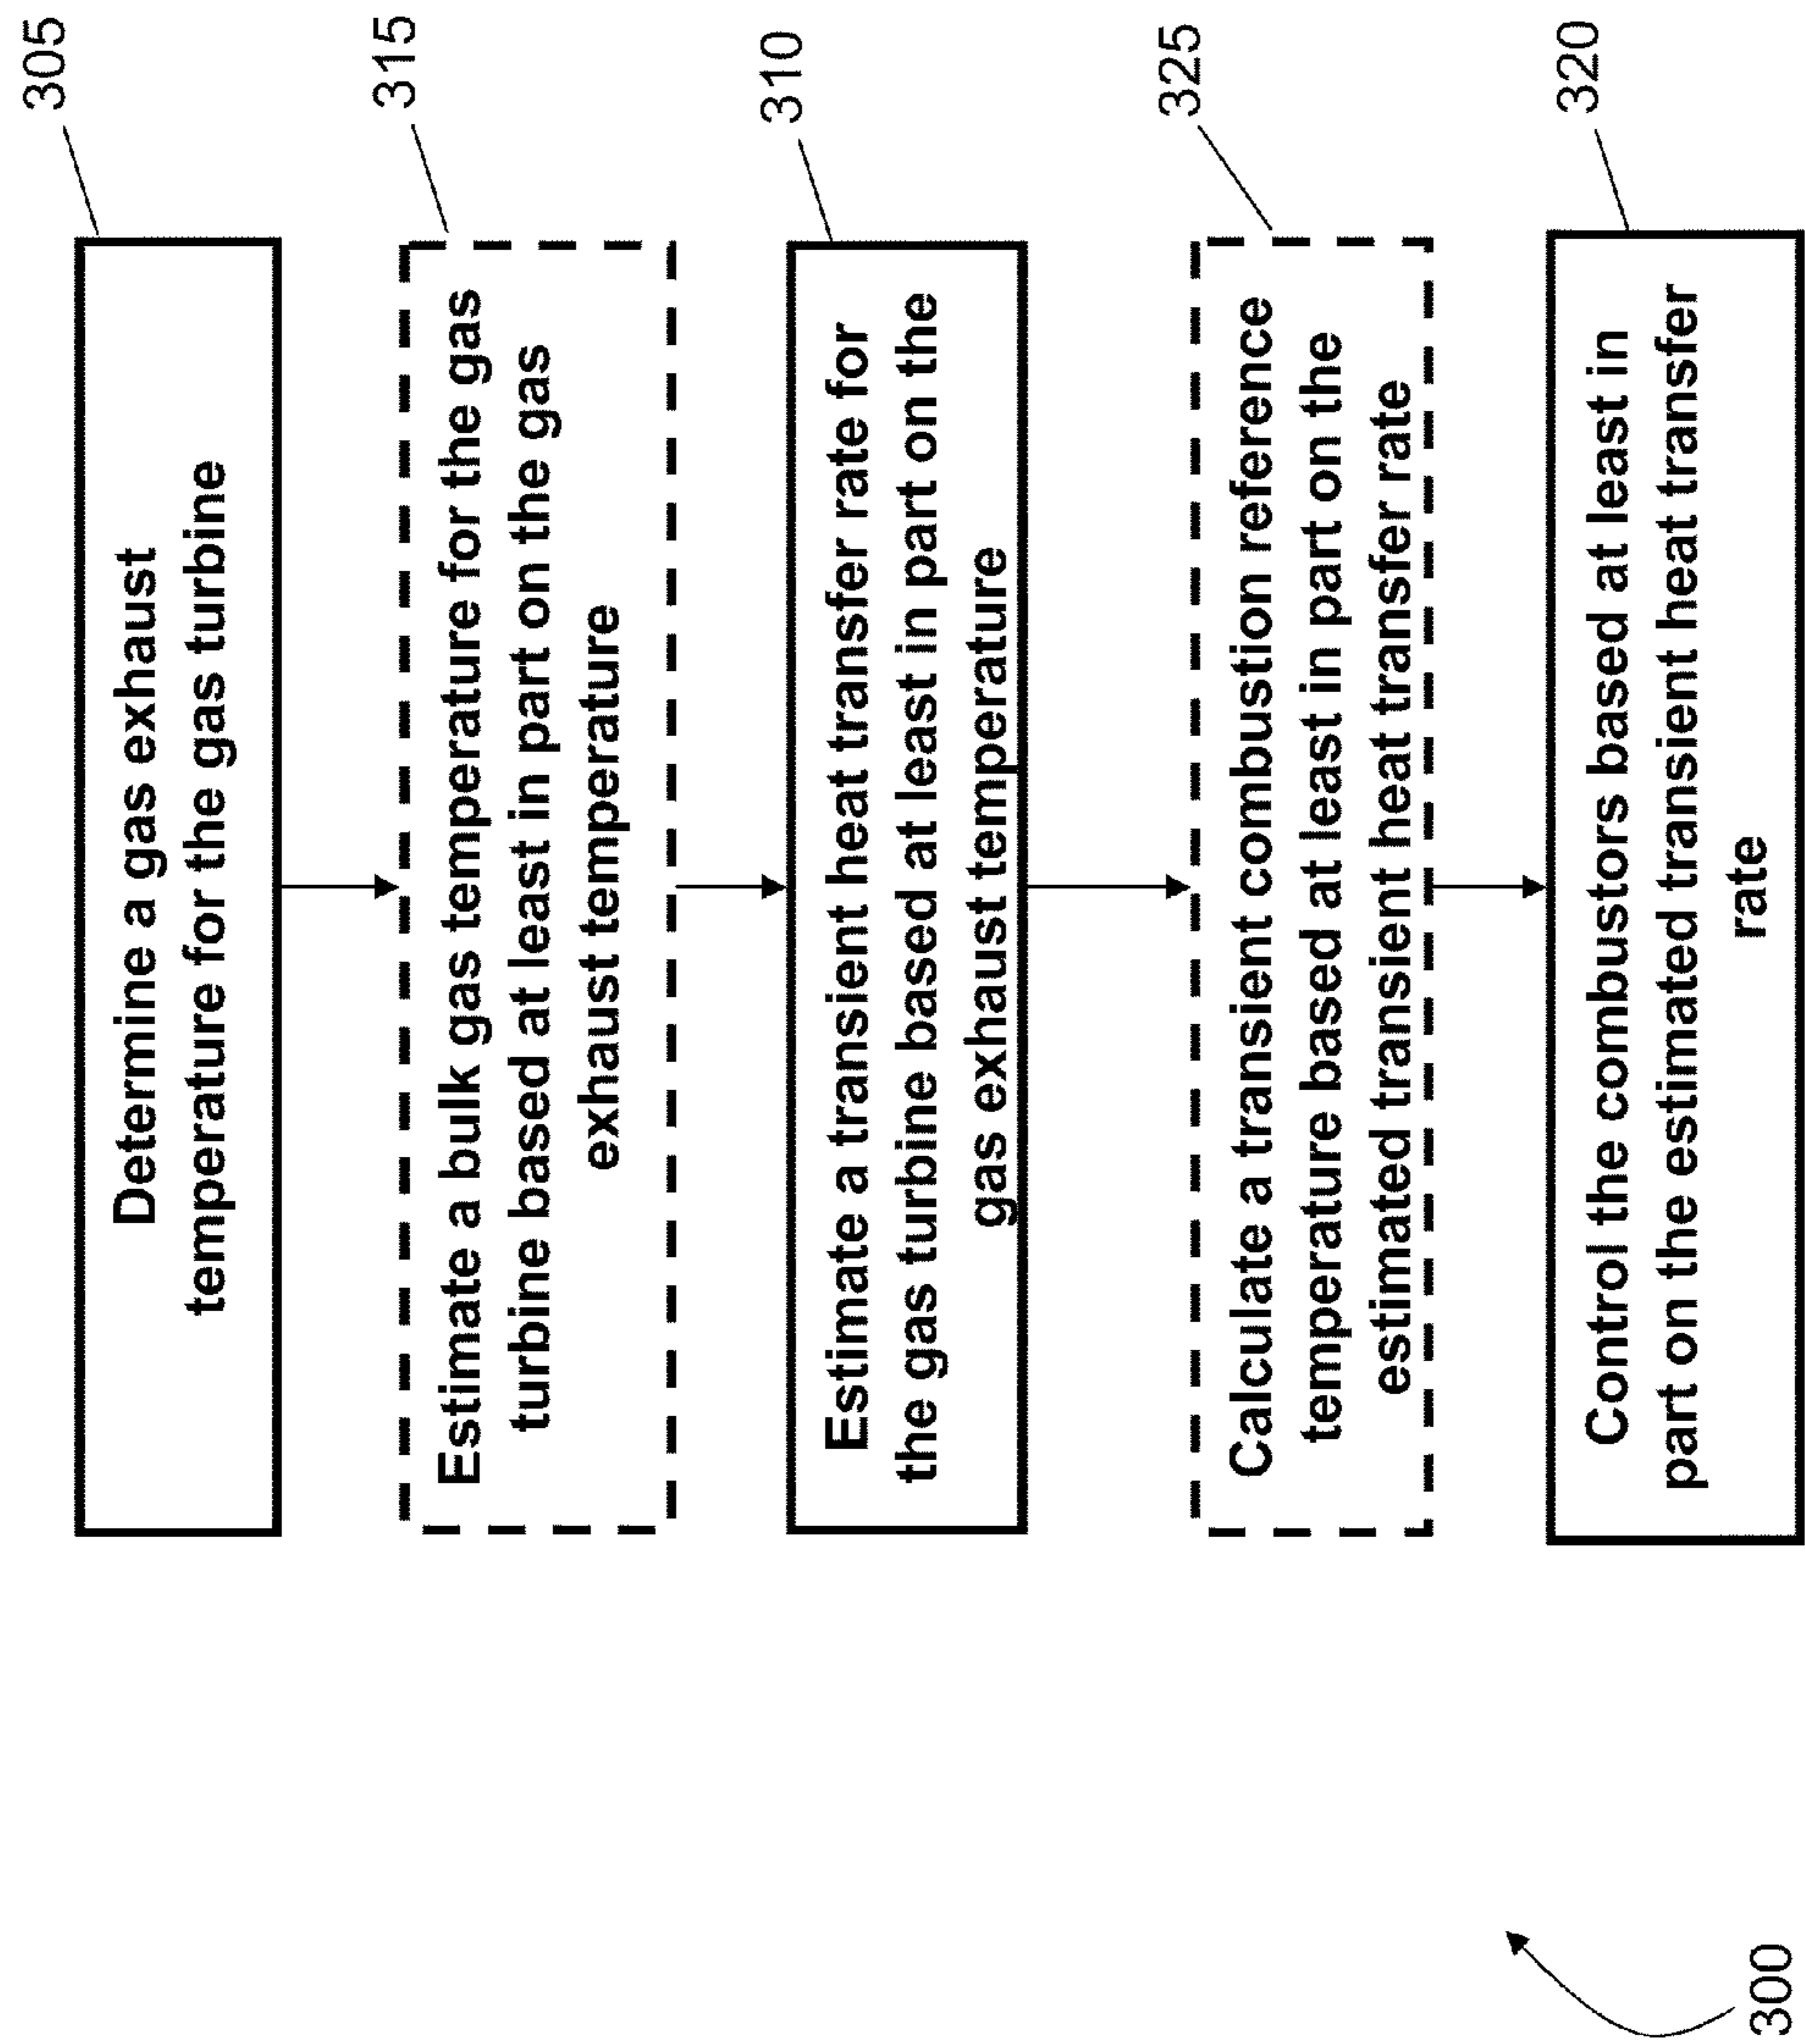 305
Determine a gas exhaust
temperature for the gas turbine
315
Estimate a bulk gas temperature for the gas
turbine based at least in part on the gas
exhaust temperature
310
Estimate a transient heat transfer rate for
the gas turbine based at least in part on the
gas exhaust temperature
325
Calculate a transient combustion reference
temperature based at least in part on the
estimated transient heat transfer rate
320
Control the combustors based at least in
part on the estimated transient heat transfer
rate
300